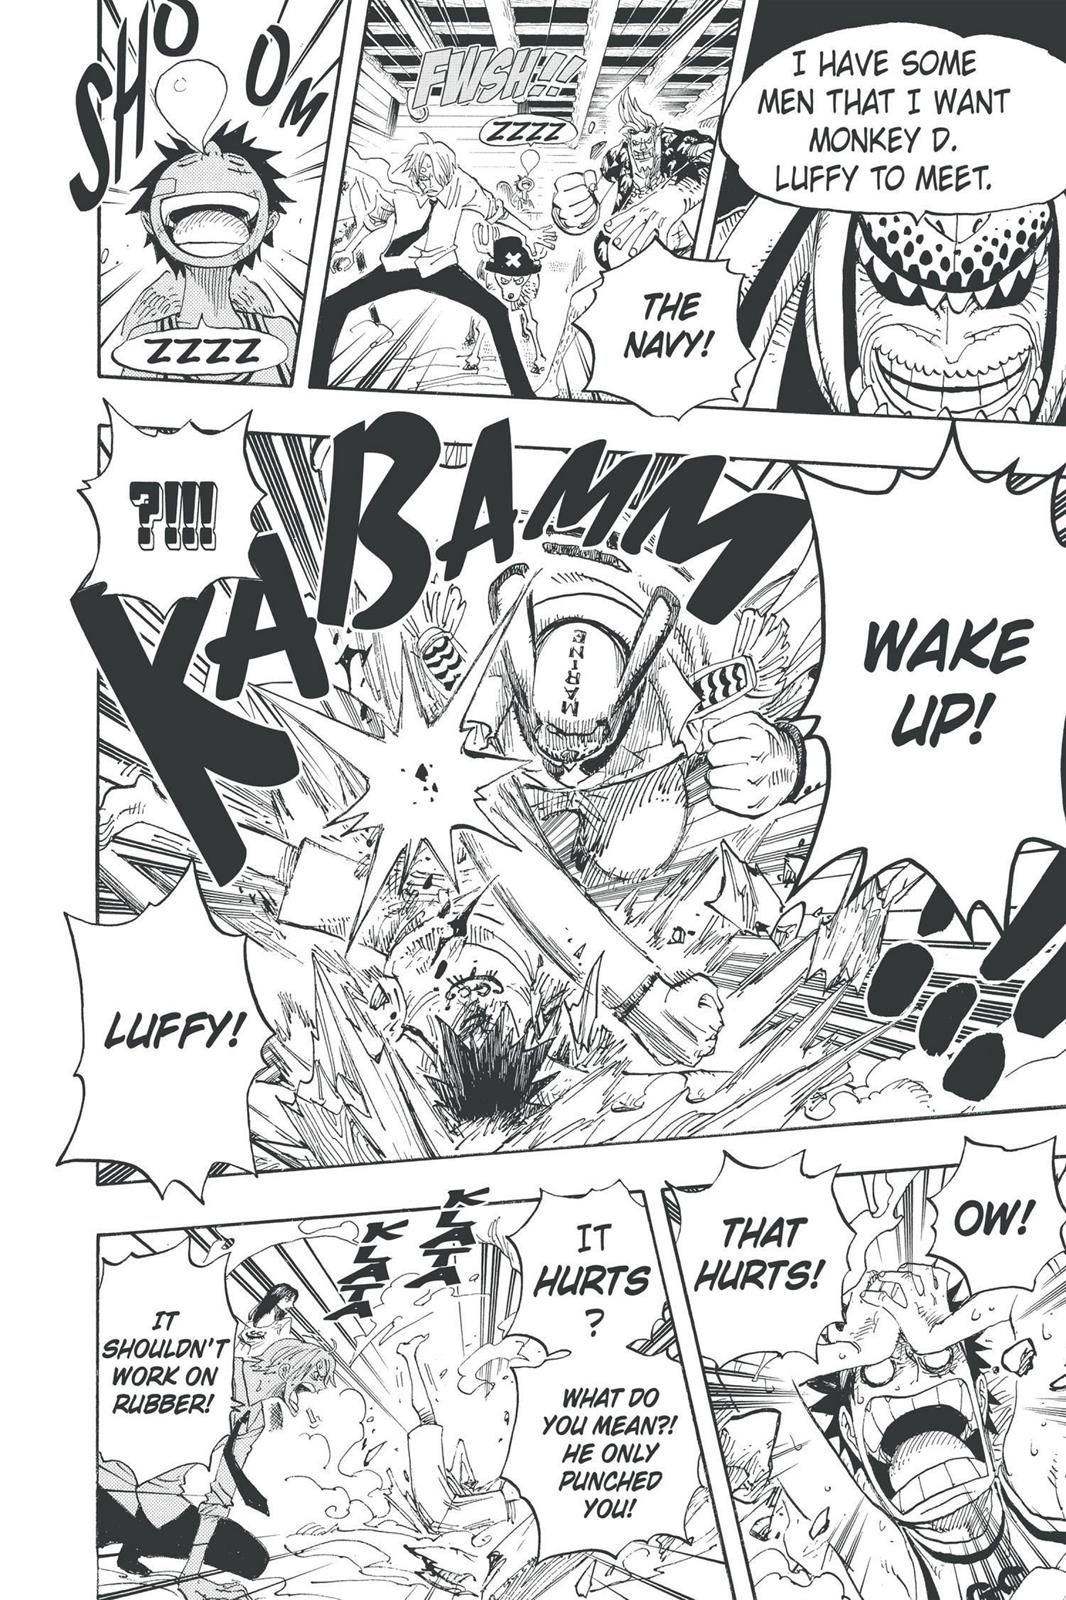 I HAVE SOME
MEN THAT I WANT
MONKEY D.
LUFFY TO MEET.
THE
NAVY!
FWSH!!
ZZZZ
SHOOOM
ZZZZ
WAKE
UP!
KABAMM
MARINE
?!!!
LUFFY!
OW!
THAT
HURTS!
IT
HURTS
?
WHAT DO
YOU MEAN?!
HE ONLY
PUNCHED
YOU!
KLATA
KLATA
IT
SHOULDN'T
WORK ON
RUBBER!